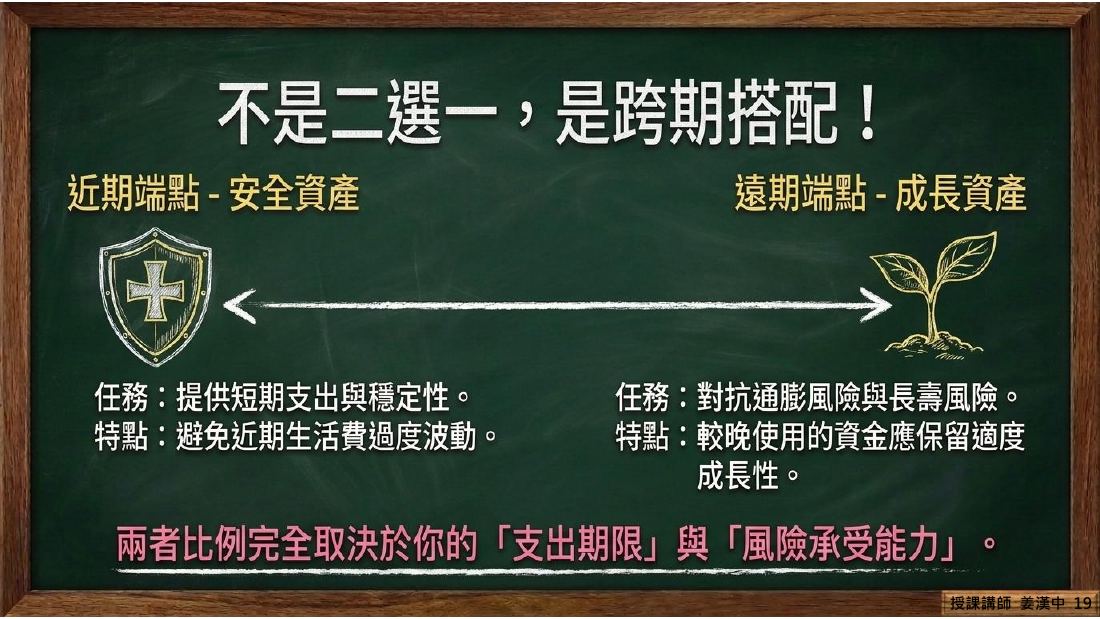 不是二選一，是跨期搭配！
近期端點 - 安全資產
遠期端點 - 成長資產
任務：提供短期支出與穩定性。
特點：避免近期生活費過度波動。
任務：對抗通膨風險與長壽風險。
特點：較晚使用的資金應保留適度
成長性。
兩者比例完全取決於你的「支出期限」與「風險承受能力」。
授課講師 姜漢中 19